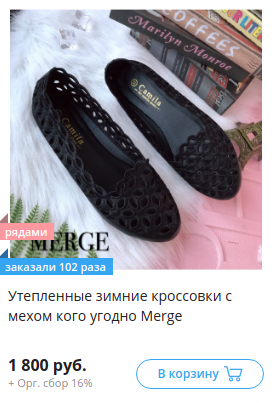 COFFEES
Marilyn Monroe
Camila
Camila
MERGE
рядами
заказали 102 раза
Утепленные зимние кроссовки с
мехом кого угодно Merge
1 800 руб.
+ Орг. сбор 16%
В корзину